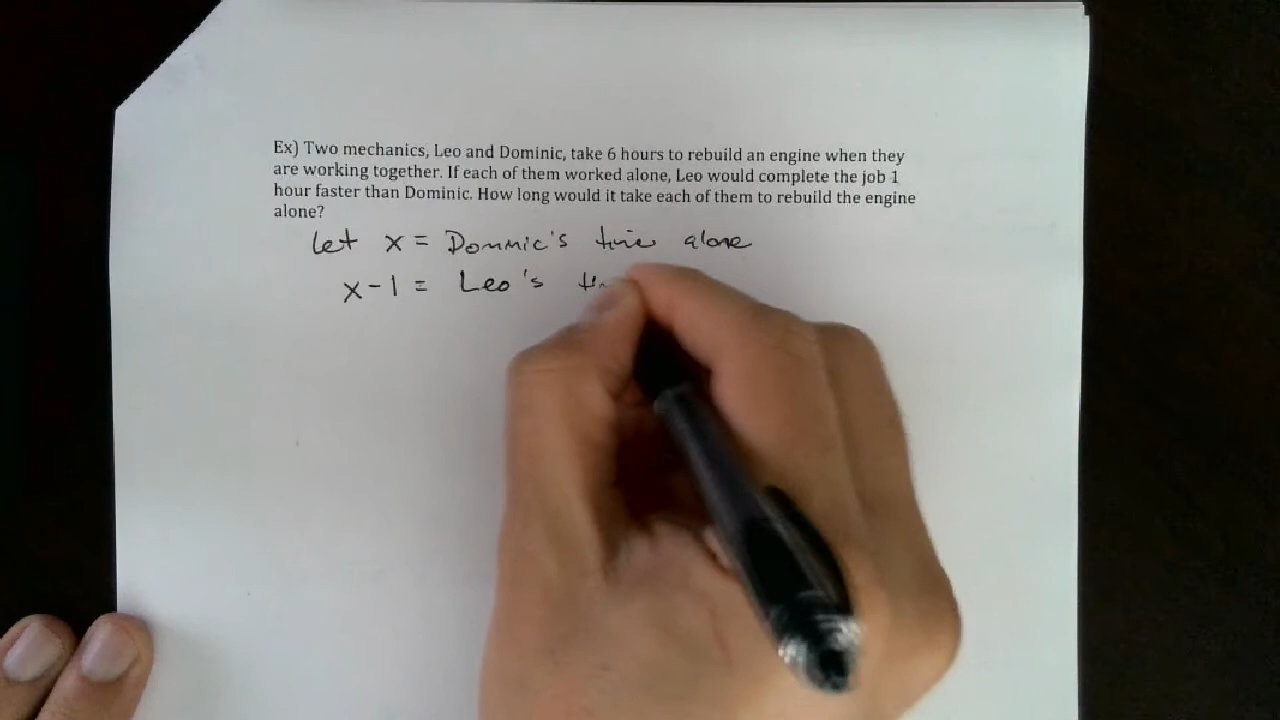 Ex) Two mechanics, Leo and Dominic, take 6 hours to rebuild an engine when they
are working together. If each of them worked alone, Leo would complete the job 1
hour faster than Dominic. How long would it take each of them to rebuild the engine
alone?
let x = Dominic's time alone
x-1 = Leo's